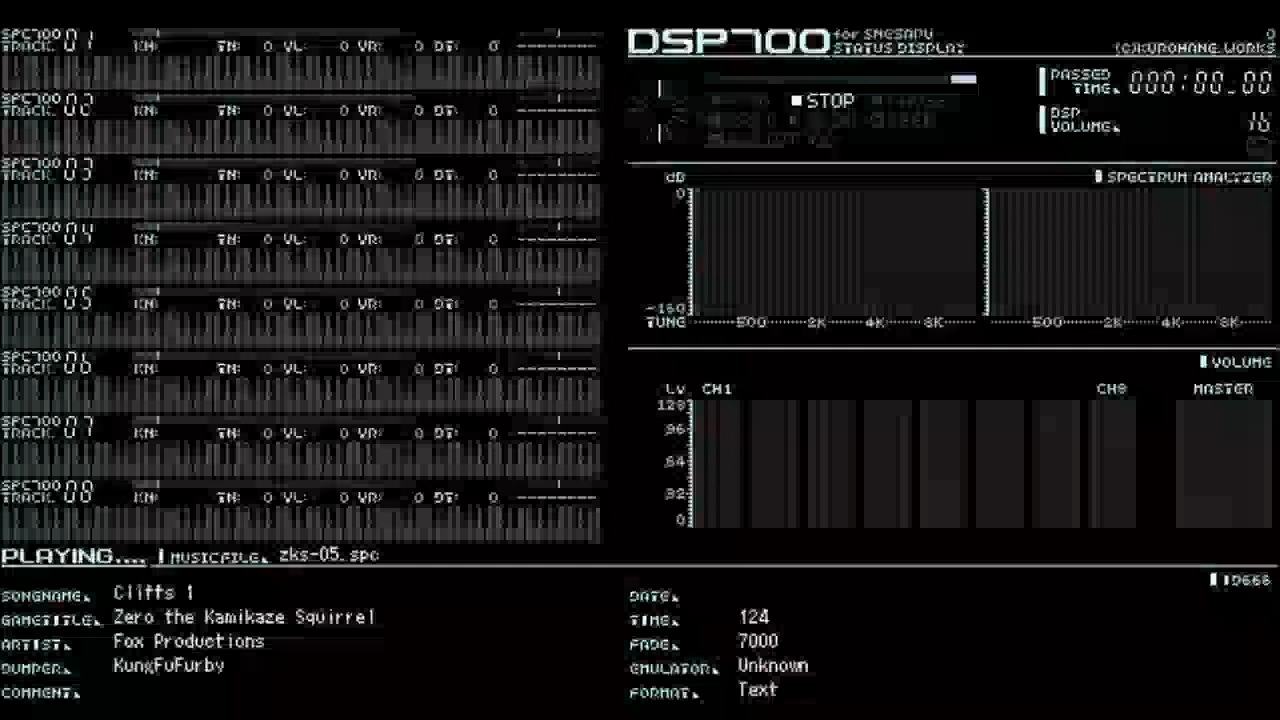 SPC700
TRACK. 01 KN: TN: 0 VL: 0 VR: 0 DT: 0
SPC700
TRACK. 02 KN: TN: 0 VL: 0 VR: 0 DT: 0
SPC700
TRACK. 03 KN: TN: 0 VL: 0 VR: 0 DT: 0
SPC700
TRACK. 04 KN: TN: 0 VL: 0 VR: 0 DT: 0
SPC700
TRACK. 05 KN: TN: 0 VL: 0 VR: 0 DT: 0
SPC700
TRACK. 06 KN: TN: 0 VL: 0 VR: 0 DT: 0
SPC700
TRACK. 07 KN: TN: 0 VL: 0 VR: 0 DT: 0
SPC700
TRACK. 08 KN: TN: 0 VL: 0 VR: 0 DT: 0
DSP700 for SNESAPU
STATUS DISPLAY
STOP
PASSED
TIME. 000:00.00
DSP
VOLUME.
dB SPECTRUM ANALYZER
0
-160
TUNE 500 2K 4K 8K 500 2K 4K 8K
VOLUME
Lv CH1 CH8 MASTER
128
96
64
32
0
PLAYING.... MUSICFILE. zks-05.spc
SONGNAME. Cliffs 1
GAMETITLE. Zero the Kamikaze Squirrel
ARTIST. Fox Productions
DUMPER. KungFuFurby
COMMENT.
DATE.
TIME. 124
FADE. 7000
EMULATOR. Unknown
FORMAT. Text